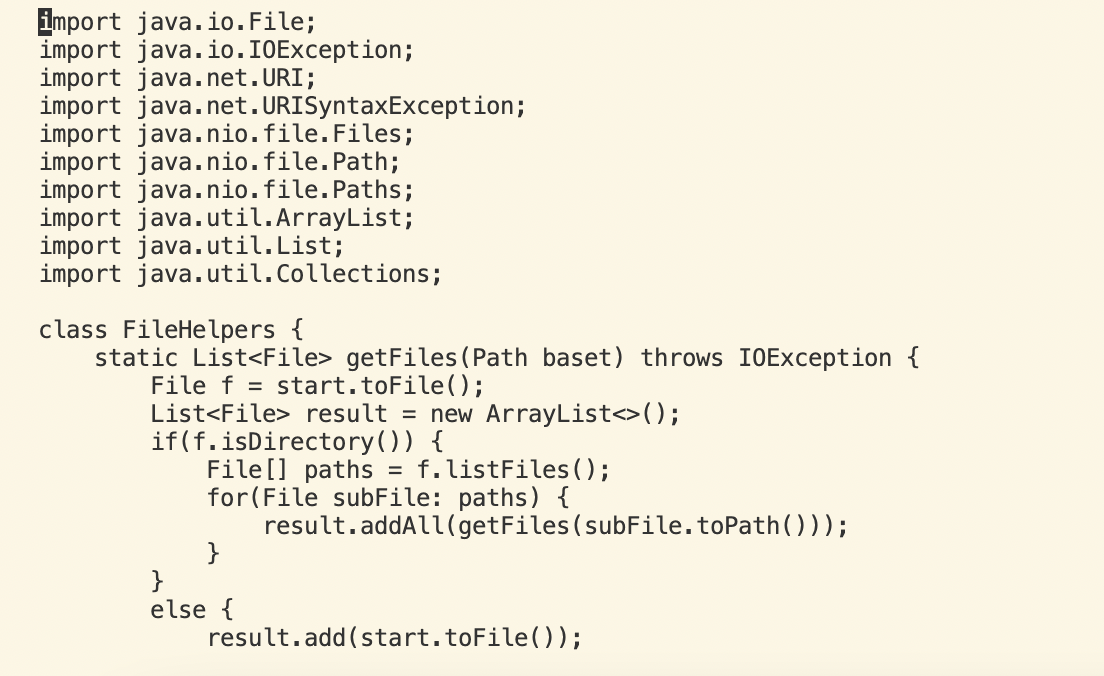 import java.io.File;
import java.io.IOException;
import java.net.URI;
import java.net.URISyntaxException;
import java.nio.file.Files;
import java.nio.file.Path;
import java.nio.file.Paths;
import java.util.ArrayList;
import java.util.List;
import java.util.Collections;

class FileHelpers {
    static List<File> getFiles(Path baset) throws IOException {
        File f = start.toFile();
        List<File> result = new ArrayList<>();
        if(f.isDirectory()) {
            File[] paths = f.listFiles();
            for(File subFile: paths) {
                result.addAll(getFiles(subFile.toPath()));
            }
        }
        else {
            result.add(start.toFile());